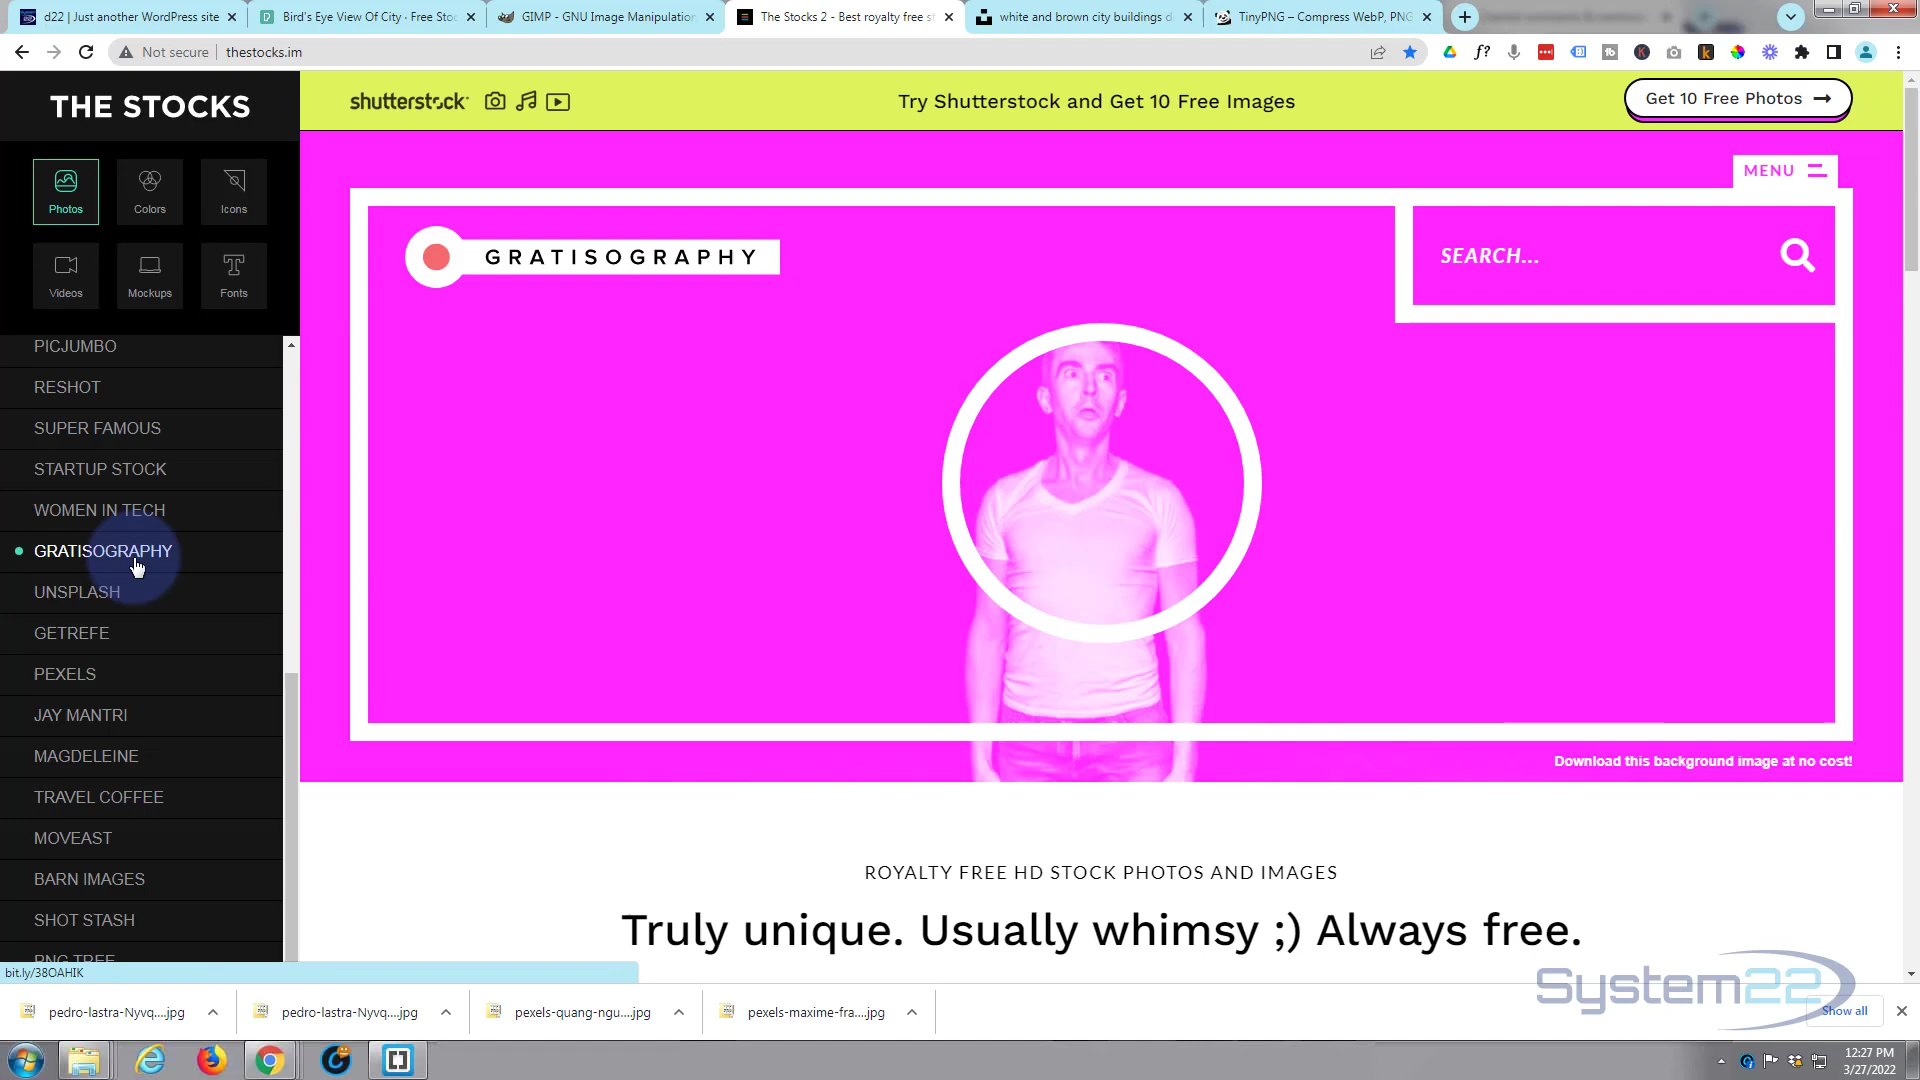 d22 | Just another WordPress site
Bird's Eye View Of City · Free Stoc
GIMP - GNU Image Manipulation
The Stocks 2 - Best royalty free st
white and brown city buildings d
TinyPNG – Compress WebP, PNG
Not secure
thestocks.im
THE STOCKS
Photos
Colors
Icons
Videos
Mockups
Fonts
PICJUMBO
RESHOT
SUPER FAMOUS
STARTUP STOCK
WOMEN IN TECH
GRATISOGRAPHY
UNSPLASH
GETREFE
PEXELS
JAY MANTRI
MAGDELEINE
TRAVEL COFFEE
MOVEAST
BARN IMAGES
SHOT STASH
PNG TREE
bit.ly/38OAHIK
shutterstock
Try Shutterstock and Get 10 Free Images
Get 10 Free Photos
MENU
GRATISOGRAPHY
SEARCH...
Download this background image at no cost!
ROYALTY FREE HD STOCK PHOTOS AND IMAGES
Truly unique. Usually whimsy ;) Always free.
System22
pedro-lastra-Nyvq....jpg
pedro-lastra-Nyvq....jpg
pexels-quang-ngu....jpg
pexels-maxime-fra....jpg
Show all
12:27 PM
3/27/2022